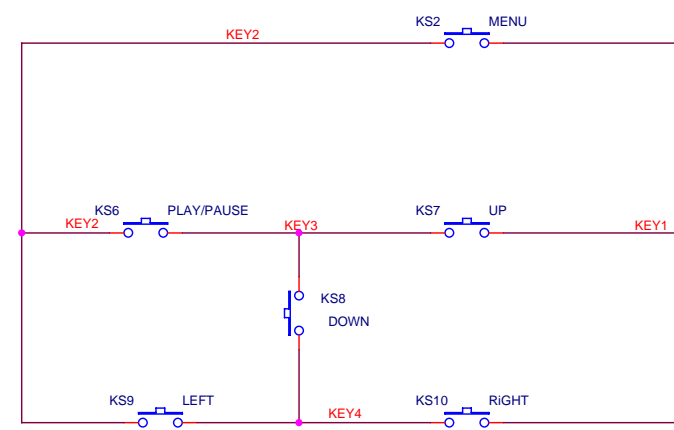 KS2 MENU
KEY2
KS6 PLAY/PAUSE
KS7 UP
KEY2
KEY3
KEY1
KS8
DOWN
KS9 LEFT
KS10 RiGHT
KEY4